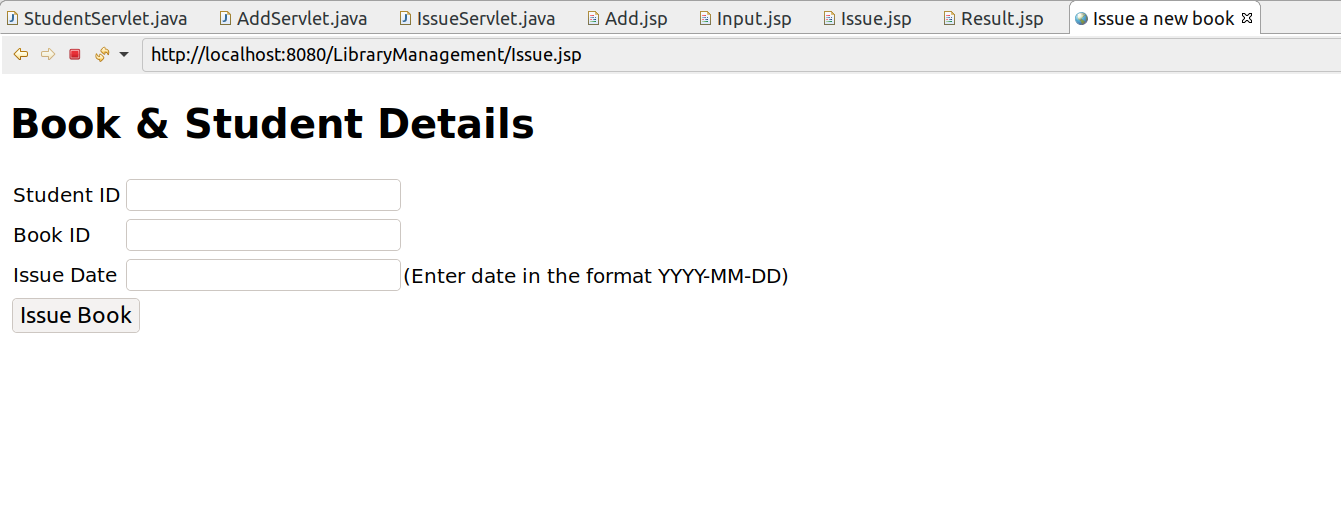 StudentServlet.java AddServlet.java IssueServlet.java Add.jsp Input.jsp Issue.jsp Result.jsp Issue a new book
http://localhost:8080/LibraryManagement/Issue.jsp
Book & Student Details
Student ID
Book ID
Issue Date (Enter date in the format YYYY-MM-DD)
Issue Book